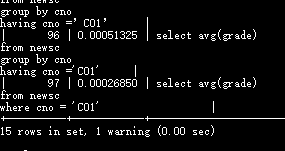 from newsc
group by cno
having cno =' C01'     |
|       96 | 0.00051325 | select avg(grade)
from newsc
group by cno
having cno ='C01'     |
|       97 | 0.00026850 | select avg(grade)
from newsc
where cno = 'C01'                  |
15 rows in set, 1 warning (0.00 sec)